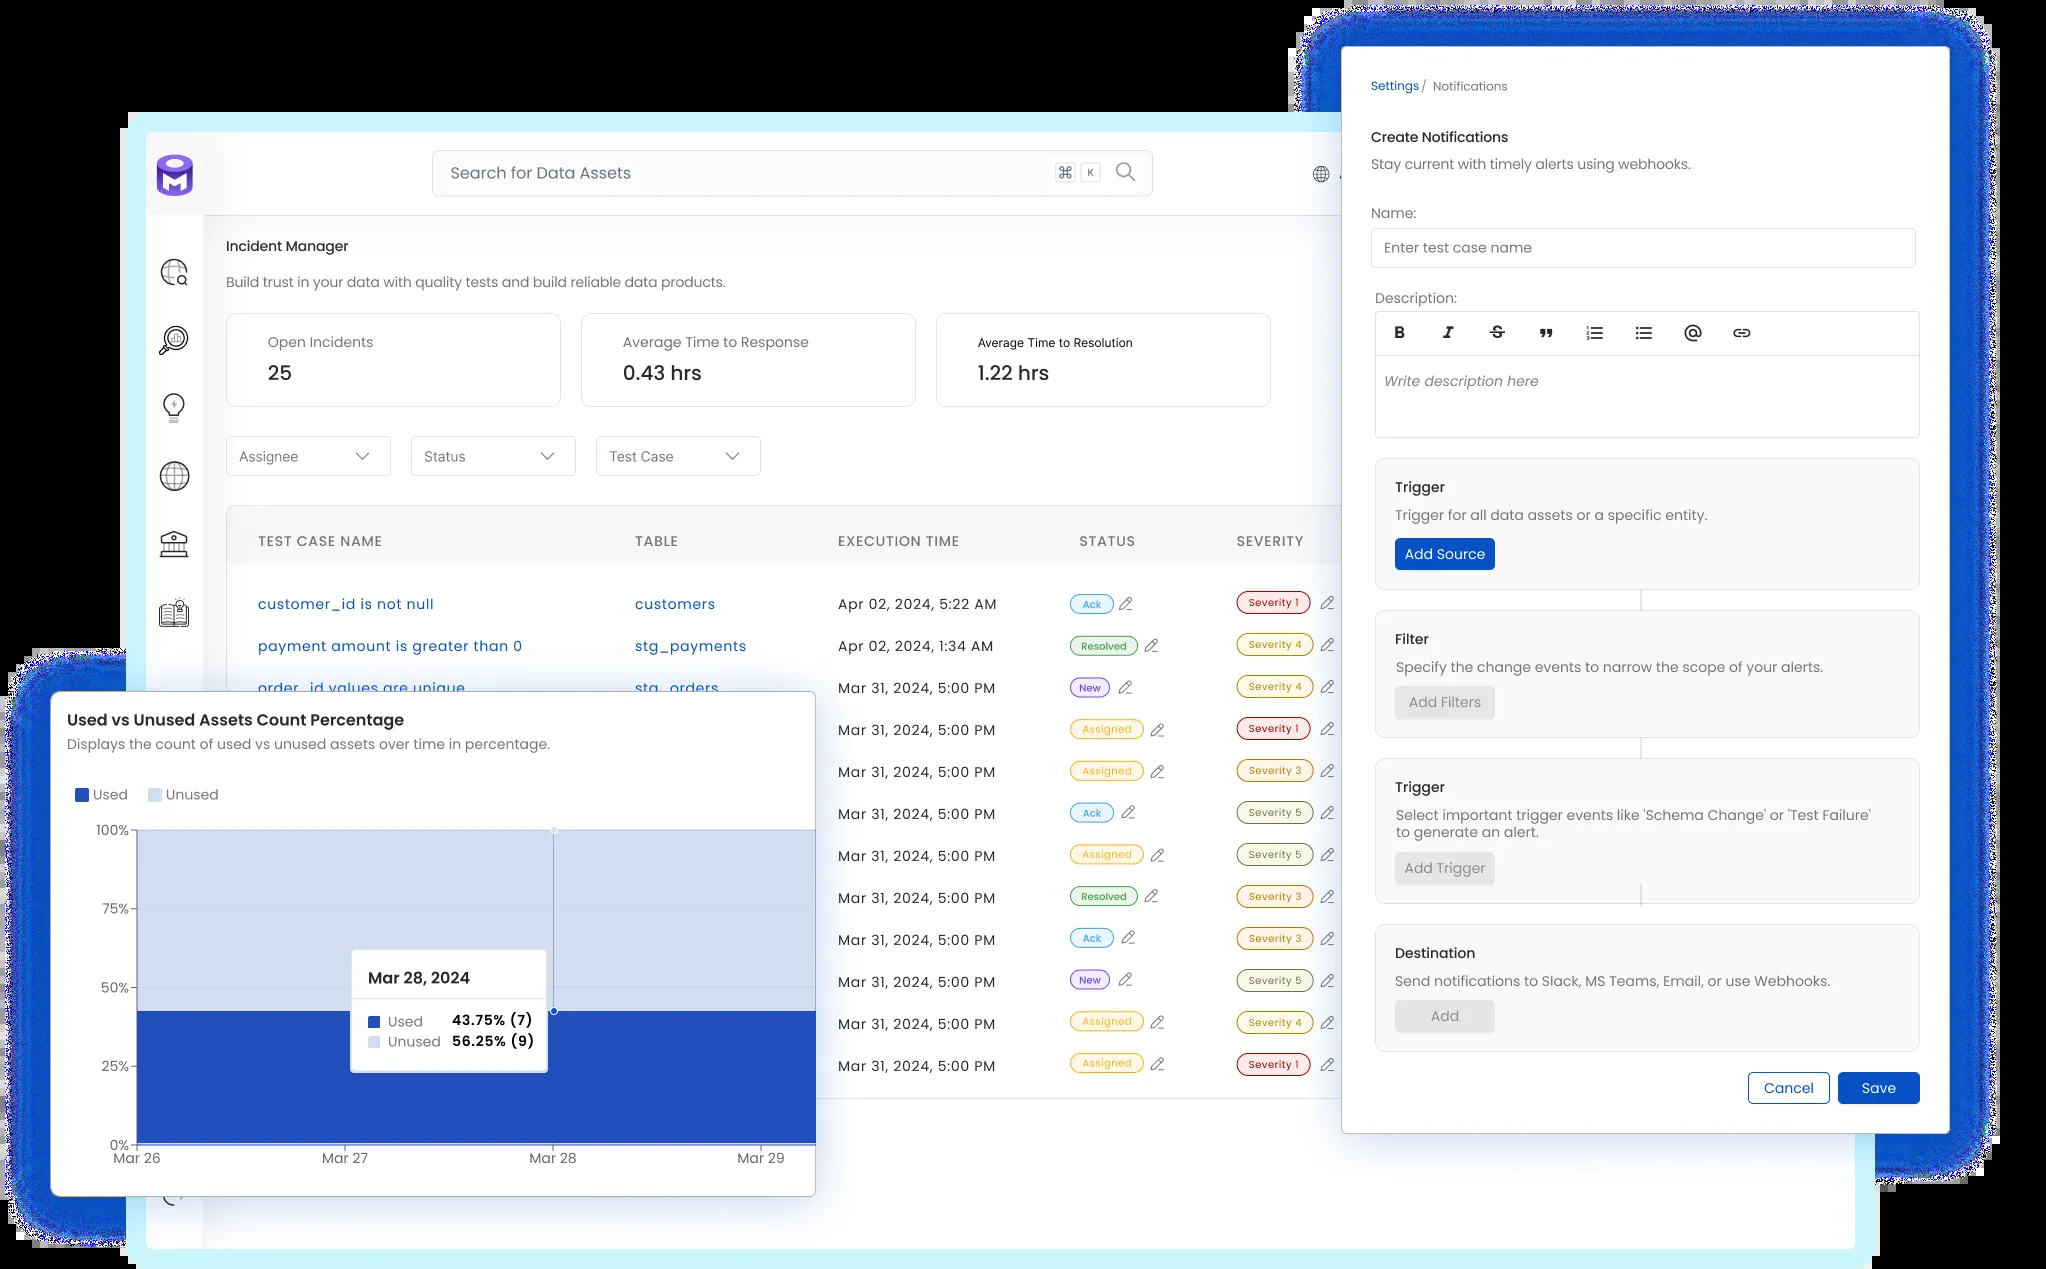 Search for Data Assets
⌘ K
Incident Manager
Build trust in your data with quality tests and build reliable data products.
Open Incidents
25
Average Time to Response
0.43 hrs
Average Time to Resolution
1.22 hrs
Assignee
Status
Test Case
TEST CASE NAME TABLE EXECUTION TIME STATUS SEVERITY
customer_id is not null customers Apr 02, 2024, 5:22 AM Ack Severity 1
payment amount is greater than 0 stg_payments Apr 02, 2024, 1:34 AM Resolved Severity 4
order_id values are unique stg_orders Mar 31, 2024, 5:00 PM New Severity 4
Mar 31, 2024, 5:00 PM Assigned Severity 1
Mar 31, 2024, 5:00 PM Assigned Severity 3
Mar 31, 2024, 5:00 PM Ack Severity 5
Mar 31, 2024, 5:00 PM Assigned Severity 5
Mar 31, 2024, 5:00 PM Resolved Severity 3
Mar 31, 2024, 5:00 PM Ack Severity 3
Mar 31, 2024, 5:00 PM New Severity 5
Mar 31, 2024, 5:00 PM Assigned Severity 4
Mar 31, 2024, 5:00 PM Assigned Severity 1
Used vs Unused Assets Count Percentage
Displays the count of used vs unused assets over time in percentage.
Used Unused
100%
75%
50%
25%
0%
Mar 26 Mar 27 Mar 28 Mar 29
Mar 28, 2024
Used 43.75% (7)
Unused 56.25% (9)
Settings / Notifications
Create Notifications
Stay current with timely alerts using webhooks.
Name:
Enter test case name
Description:
Write description here
Trigger
Trigger for all data assets or a specific entity.
Add Source
Filter
Specify the change events to narrow the scope of your alerts.
Add Filters
Trigger
Select important trigger events like 'Schema Change' or 'Test Failure'
to generate an alert.
Add Trigger
Destination
Send notifications to Slack, MS Teams, Email, or use Webhooks.
Add
Cancel Save